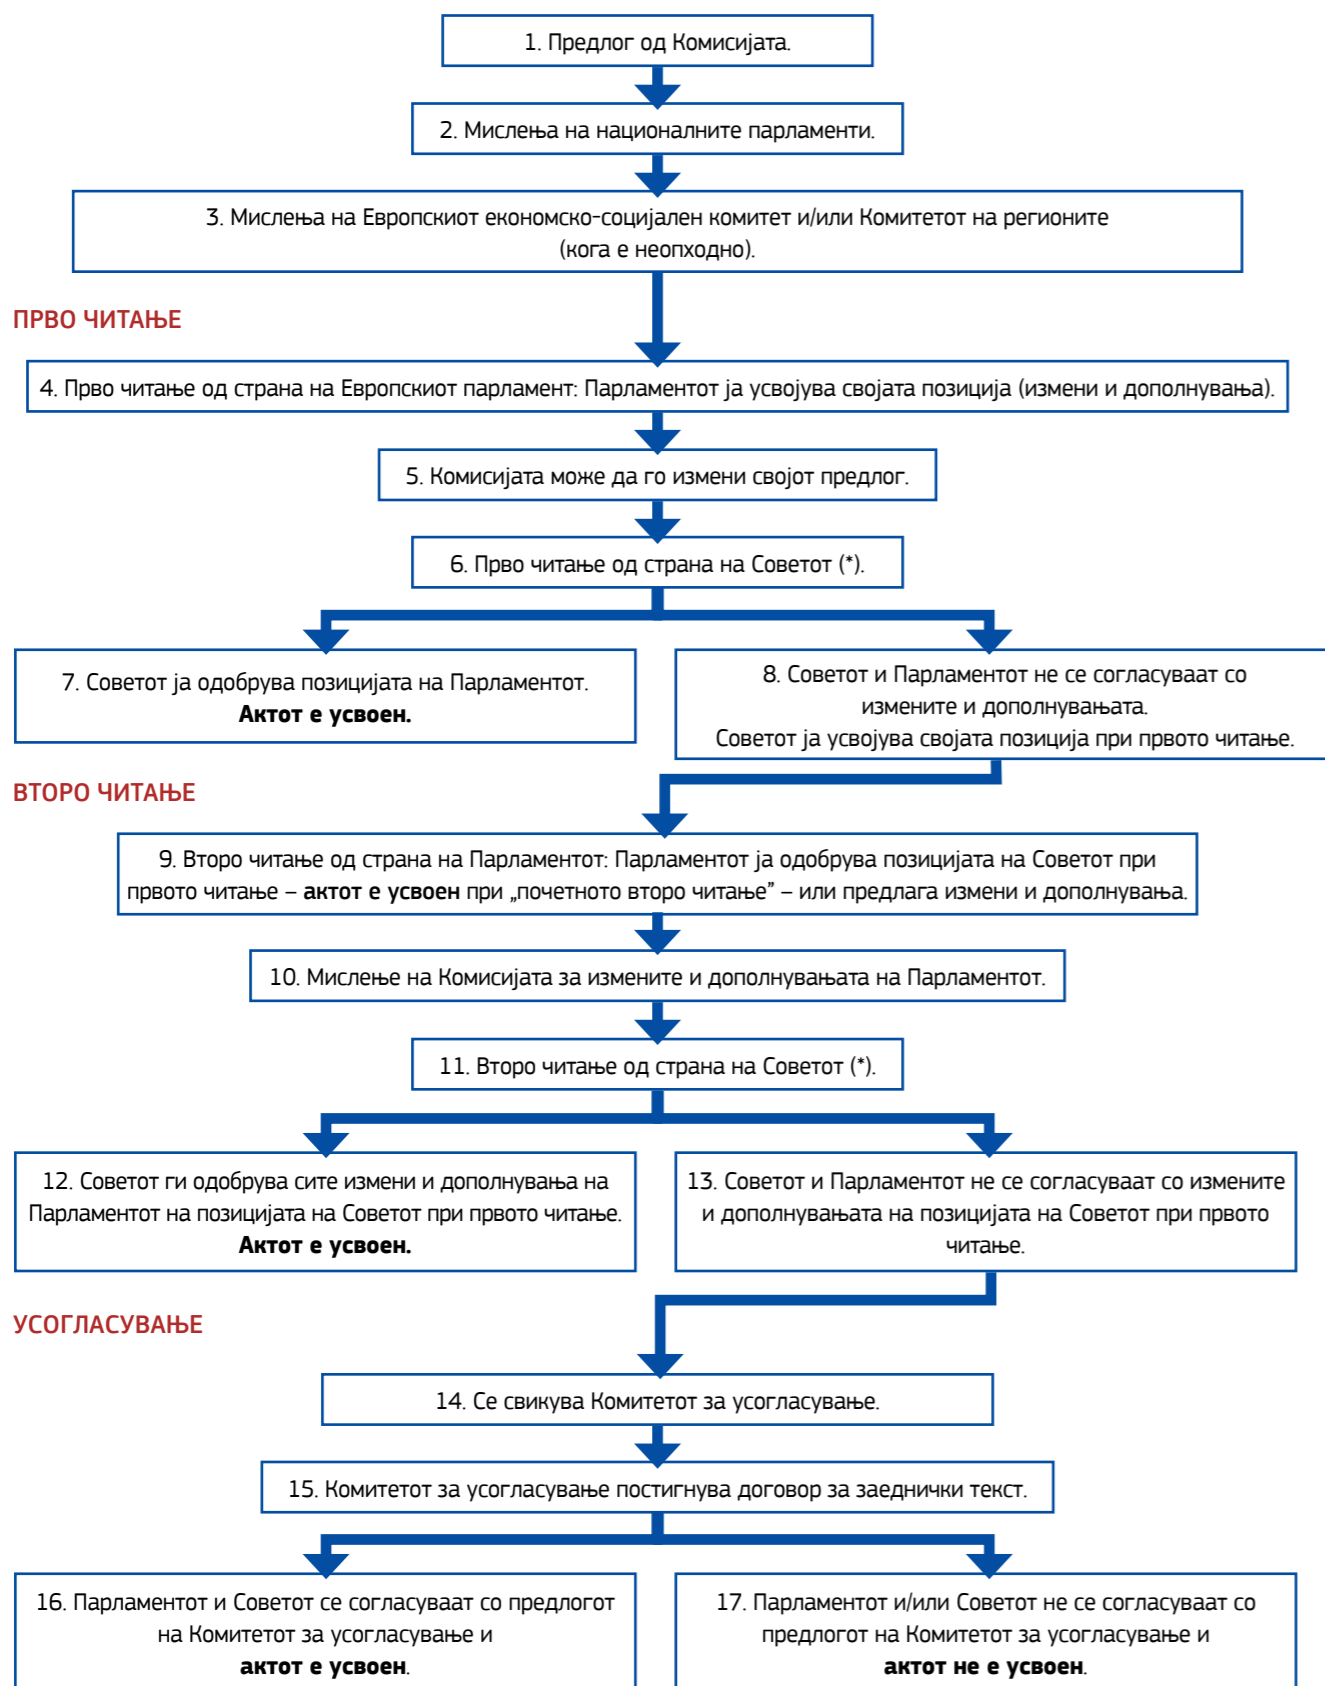 1. Предлог од Комисијата.
2. Мислења на националните парламенти.
3. Мислења на Европскиот економско-социјален комитет и/или Комитетот на регионите
(кога е неопходно).
ПРВО ЧИТАЊЕ
4. Прво читање од страна на Европскиот парламент: Парламентот ја усвојува својата позиција (измени и дополнувања).
5. Комисијата може да го измени својот предлог.
6. Прво читање од страна на Советот (*).
7. Советот ја одобрува позицијата на Парламентот.
Актот е усвоен.
8. Советот и Парламентот не се согласуваат со
измените и дополнувањата.
Советот ја усвојува својата позиција при првото читање.
ВТОРО ЧИТАЊЕ
9. Второ читање од страна на Парламентот: Парламентот ја одобрува позицијата на Советот при
првото читање – актот е усвоен при „почетното второ читање” – или предлага измени и дополнувања.
10. Мислење на Комисијата за измените и дополнувањата на Парламентот.
11. Второ читање од страна на Советот (*).
12. Советот ги одобрува сите измени и дополнувања на
Парламентот на позицијата на Советот при првото читање.
Актот е усвоен.
13. Советот и Парламентот не се согласуваат со измените
и дополнувањата на позицијата на Советот при првото
читање.
УСОГЛАСУВАЊЕ
14. Се свикува Комитетот за усогласување.
15. Комитетот за усогласување постигнува договор за заеднички текст.
16. Парламентот и Советот се согласуваат со предлогот
на Комитетот за усогласување и
актот е усвоен.
17. Парламентот и/или Советот не се согласуваат со
предлогот на Комитетот за усогласување и
актот не е усвоен.